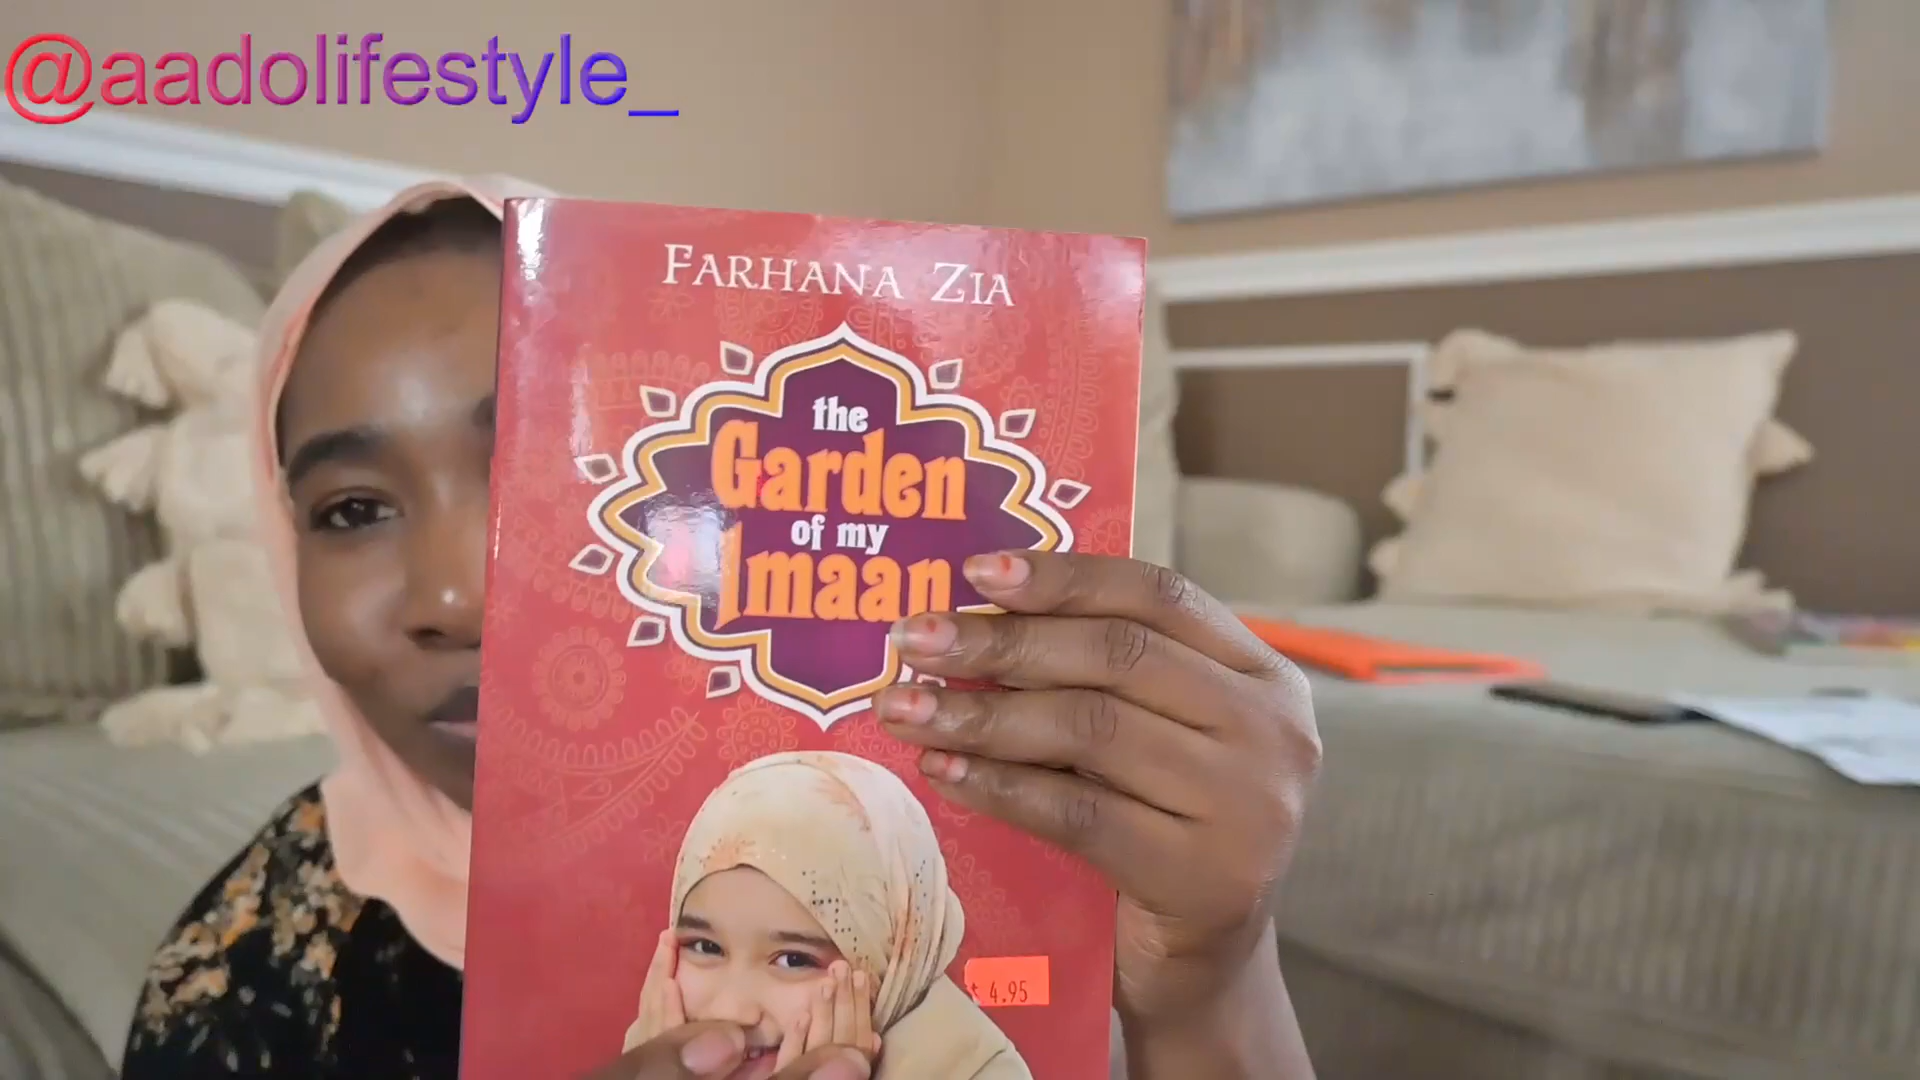 @aadolifestyle_
FARHANA ZIA
the
Garden
of my
Imaan
$ 4.95